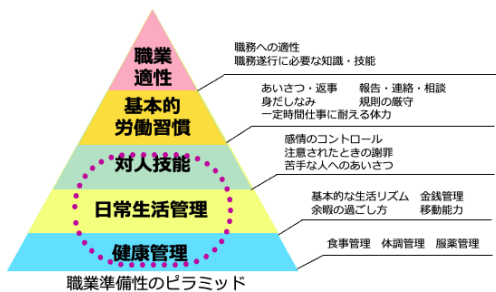 職業
適性
職務への適性
職務遂行に必要な知識・技能
基本的
労働習慣
あいさつ・返事 報告・連絡・相談
身だしなみ 規則の厳守
一定時間仕事に耐える体力
対人技能
感情のコントロール
注意されたときの謝罪
苦手な人へのあいさつ
日常生活管理
基本的な生活リズム 金銭管理
余暇の過ごし方 移動能力
健康管理
食事管理 体調管理 服薬管理
職業準備性のピラミッド